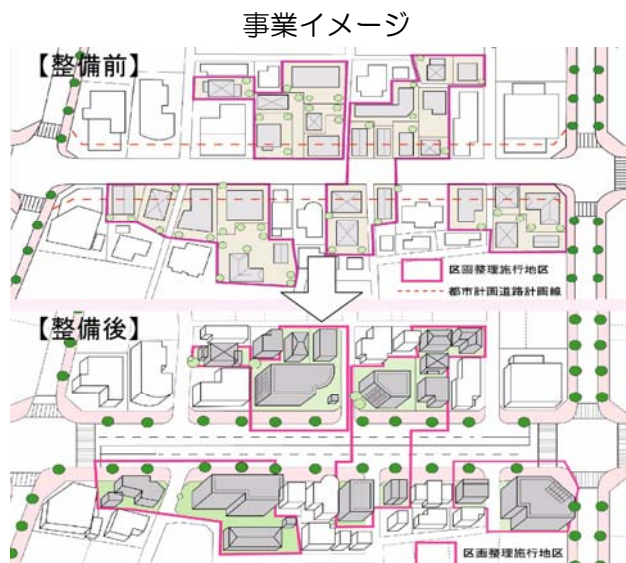 事業イメージ
【整備前】
区画整理施行地区
都市計画道路計画線
【整備後】
区画整理施行地区